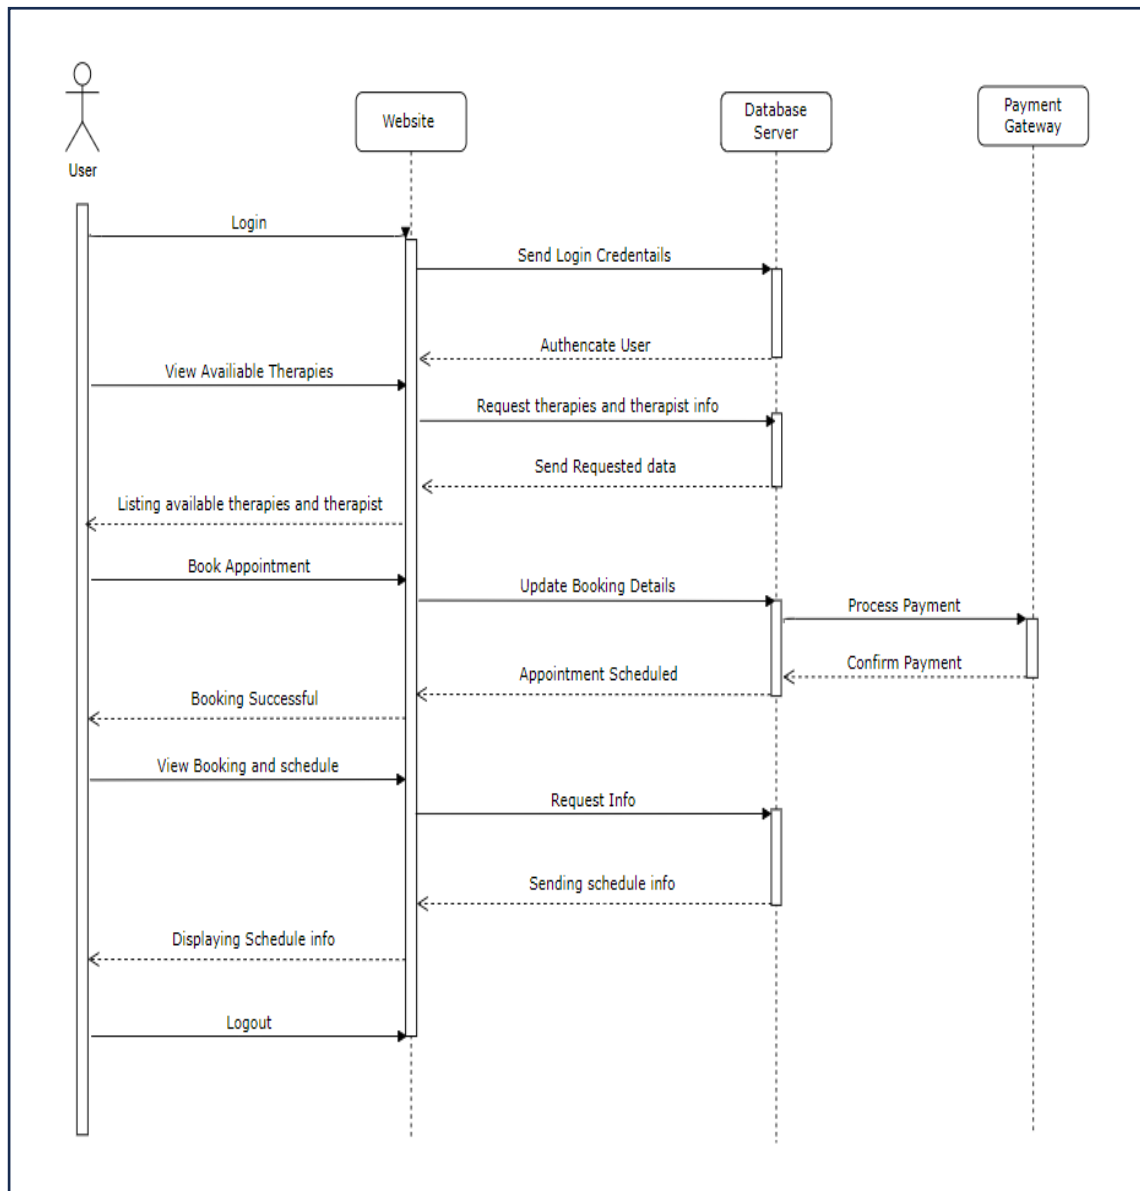 User
Website
Database
Server
Payment
Gateway
Login
Send Login Credentails
Authencate User
View Availiable Therapies
Request therapies and therapist info
Send Requested data
Listing available therapies and therapist
Book Appointment
Update Booking Details
Process Payment
Confirm Payment
Appointment Scheduled
Booking Successful
View Booking and schedule
Request Info
Sending schedule info
Displaying Schedule info
Logout